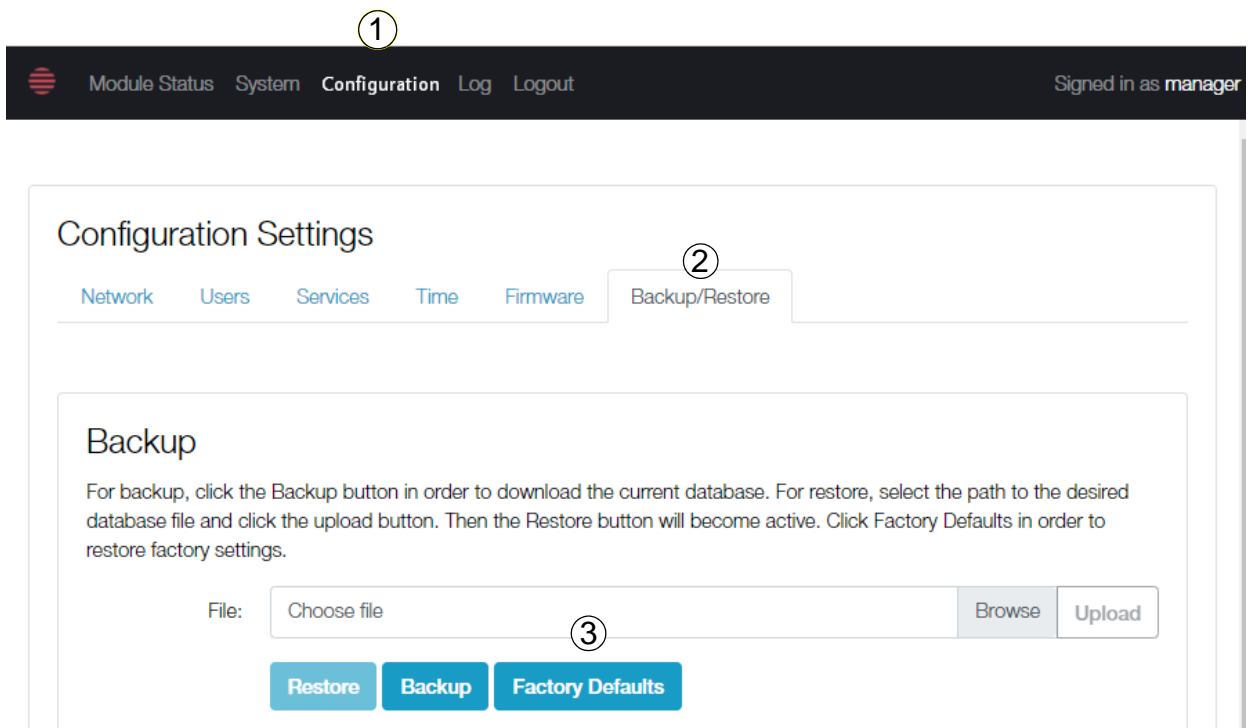 1
Module Status System Configuration Log Logout Signed in as manager
Configuration Settings
2
Network Users Services Time Firmware Backup/Restore
Backup
For backup, click the Backup button in order to download the current database. For restore, select the path to the desired
database file and click the upload button. Then the Restore button will become active. Click Factory Defaults in order to
restore factory settings.
File: Choose file Browse Upload
3
Restore Backup Factory Defaults